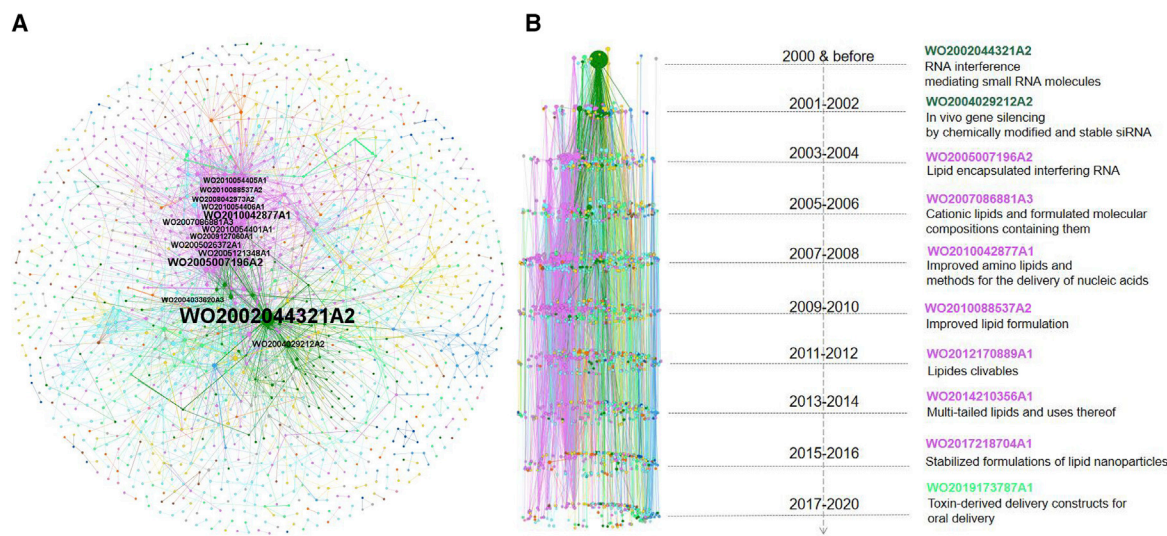 A
WO2010054405A1
WO2010088537A2
WO2008042973A2
WO2010054406A1
WO2010042877A1
WO2007086881A3
WO2010054401A1
WO2009127060A1
WO2005026372A1
WO2005121348A1
WO2005007196A2
WO2004033620A3
WO2002044321A2
WO2004029212A2
B
2000 & before
2001-2002
2003-2004
2005-2006
2007-2008
2009-2010
2011-2012
2013-2014
2015-2016
2017-2020
WO2002044321A2
RNA interference
mediating small RNA molecules
WO2004029212A2
In vivo gene silencing
by chemically modified and stable siRNA
WO2005007196A2
Lipid encapsulated interfering RNA
WO2007086881A3
Cationic lipids and formulated molecular
compositions containing them
WO2010042877A1
Improved amino lipids and
methods for the delivery of nucleic acids
WO2010088537A2
Improved lipid formulation
WO2012170889A1
Lipides clivables
WO2014210356A1
Multi-tailed lipids and uses thereof
WO2017218704A1
Stabilized formulations of lipid nanoparticles
WO2019173787A1
Toxin-derived delivery constructs for
oral delivery